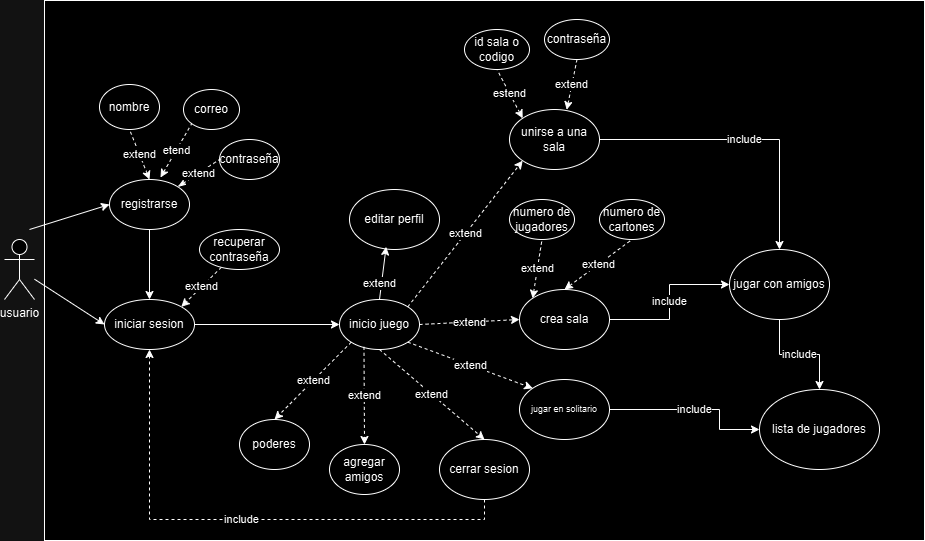 id sala o
codigo
contraseña
estend
extend
nombre
correo
unirse a una
sala
include
extend
etend
contraseña
extend
registrarse
editar perfil
numero de
jugadores
numero de
cartones
extend
recuperar
contraseña
extend
extend
extend
extend
jugar con amigos
usuario
include
iniciar sesion
inicio juego
extend
crea sala
include
extend
extend
extend
extend
jugar en solitario
include
lista de jugadores
poderes
agregar
amigos
cerrar sesion
include